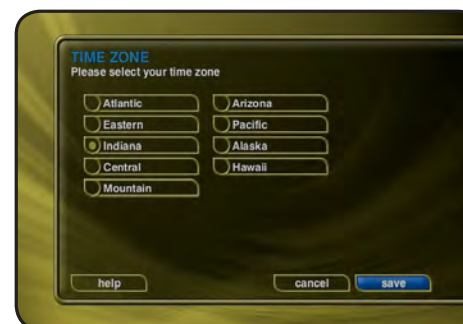 TIME ZONE
Please select your time zone
Atlantic
Eastern
Indiana
Central
Mountain
Arizona
Pacific
Alaska
Hawaii
help
cancel
save